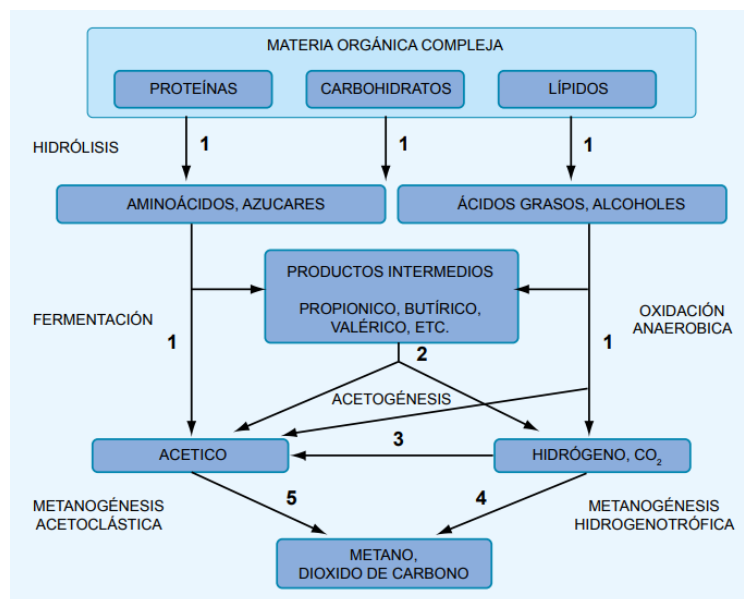 MATERIA ORGÁNICA COMPLEJA
PROTEÍNAS
CARBOHIDRATOS
LÍPIDOS
HIDRÓLISIS
1
1
1
AMINOÁCIDOS, AZUCARES
ÁCIDOS GRASOS, ALCOHOLES
PRODUCTOS INTERMEDIOS
PROPIONICO, BUTÍRICO,
VALÉRICO, ETC.
FERMENTACIÓN
1
2
1
OXIDACIÓN
ANAEROBICA
ACETOGÉNESIS
ACETICO
3
HIDRÓGENO, CO₂
METANOGÉNESIS
ACETOCLÁSTICA
5
4
METANOGÉNESIS
HIDROGENOTRÓFICA
METANO,
DIOXIDO DE CARBONO